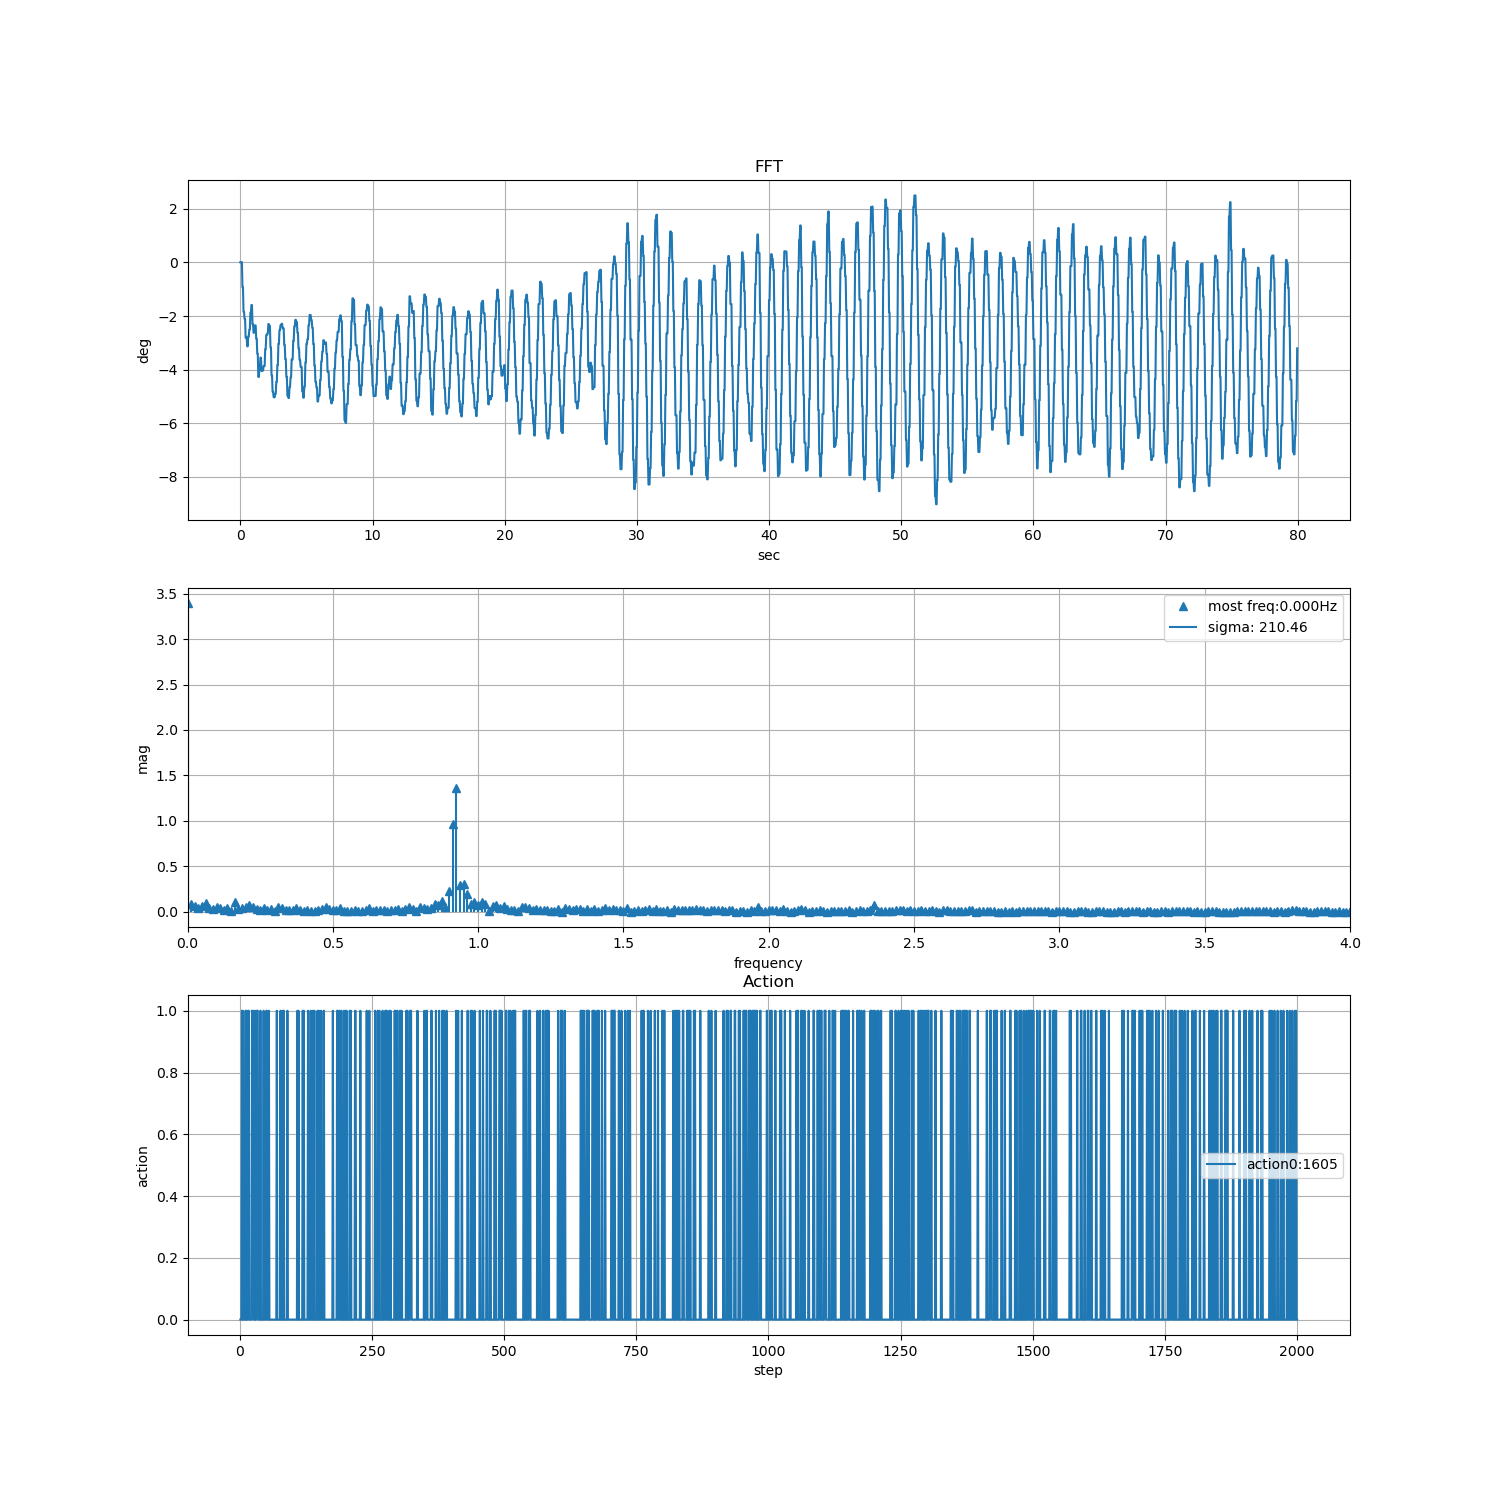 FFT
2
0
−2
−4
−6
−8
deg
0 10 20 30 40 50 60 70 80
sec
3.5
3.0
2.5
2.0
1.5
1.0
0.5
0.0
mag
most freq:0.000Hz
sigma: 210.46
0.0 0.5 1.0 1.5 2.0 2.5 3.0 3.5 4.0
frequency
Action
1.0
0.8
0.6
0.4
0.2
0.0
action
action0:1605
0 250 500 750 1000 1250 1500 1750 2000
step